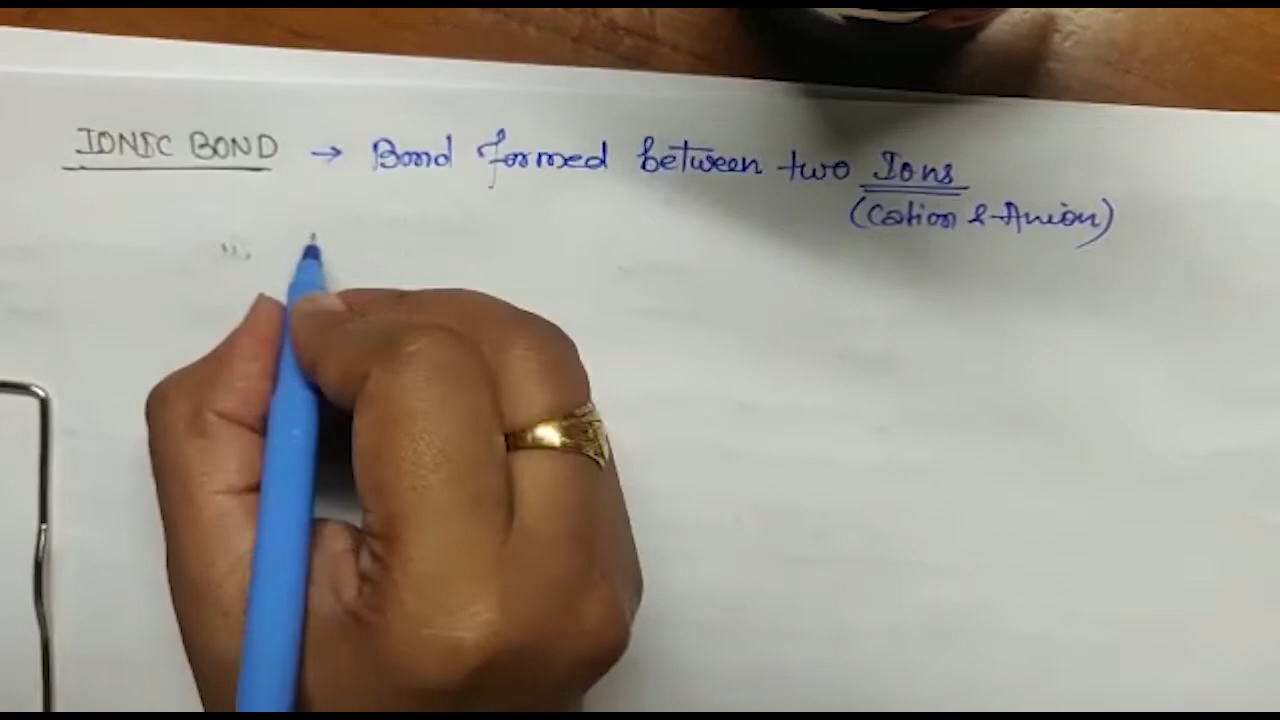 IONIC BOND → Bond formed between two Ions
(Cation & Anion)